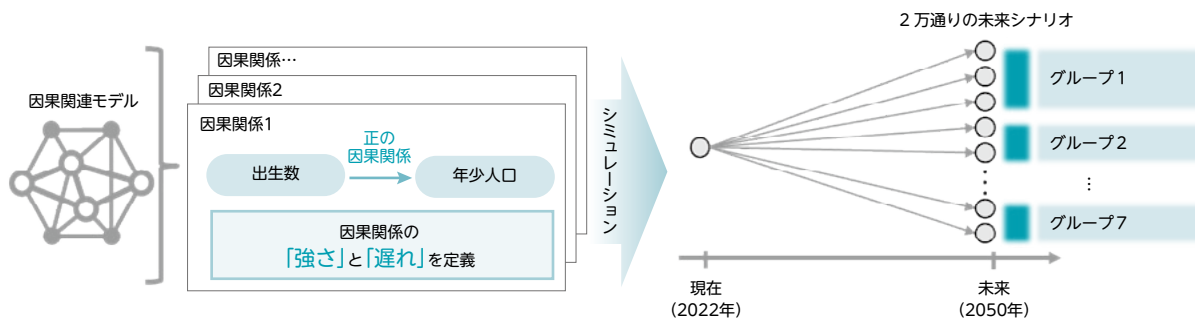 因果関連モデル
因果関係…
因果関係2
因果関係1
出生数
正の
因果関係
年少人口
因果関係の
「強さ」と「遅れ」を定義
シミュレーション
2万通りの未来シナリオ
グループ1
グループ2
…
グループ7
現在
(2022年)
未来
(2050年)